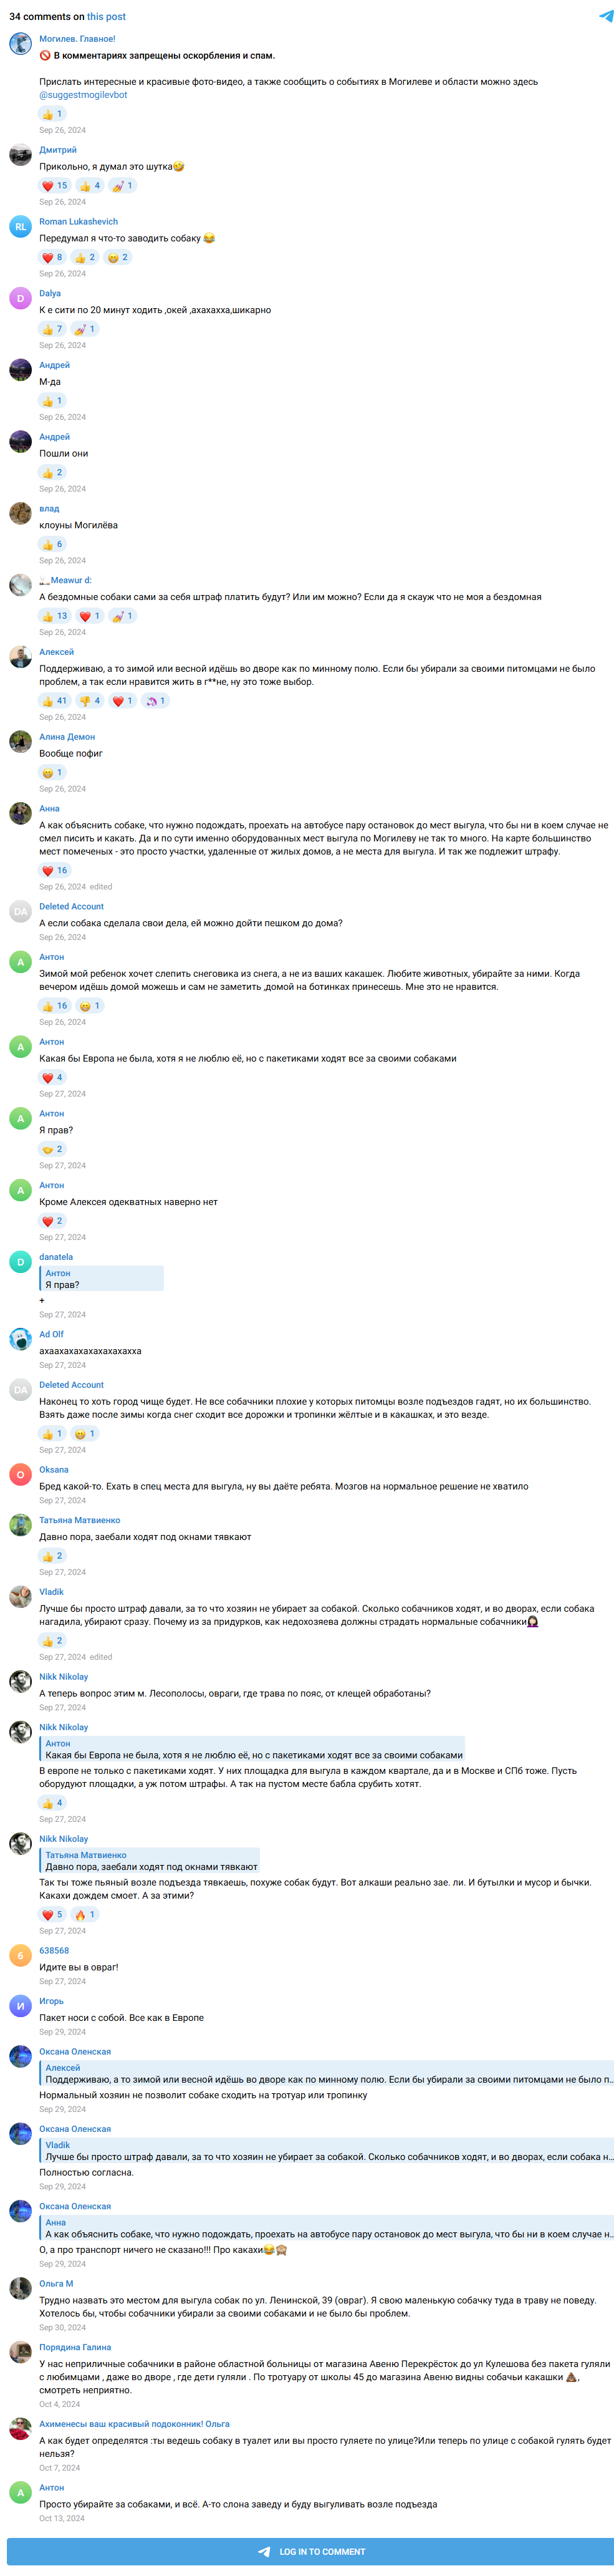 34 comments on this post
Могилев. Главное!
🚫 В комментариях запрещены оскорбления и спам.
Прислать интересные и красивые фото-видео, а также сообщить о событиях в Могилеве и области можно здесь
@suggestmogilevbot
👍 1
Sep 26, 2024
Дмитрий
Прикольно, я думал это шутка🤣
❤ 15 👍 4 💅 1
Sep 26, 2024
RL
Roman Lukashevich
Передумал я что-то заводить собаку 😂
❤ 8 👍 2 😁 2
Sep 26, 2024
D
Dalya
К е сити по 20 минут ходить ,окей ,ахахахха,шикарно
👍 7 💅 1
Sep 26, 2024
Андрей
М-да
👍 1
Sep 26, 2024
Андрей
Пошли они
👍 2
Sep 26, 2024
влад
клоуны Могилёва
👍 6
Sep 26, 2024
Meawur d:
А бездомные собаки сами за себя штраф платить будут? Или им можно? Если да я скауж что не моя а бездомная
👍 13 ❤ 1 💅 1
Sep 26, 2024
Алексей
Поддерживаю, а то зимой или весной идёшь во дворе как по минному полю. Если бы убирали за своими питомцами не было
проблем, а так если нравится жить в г**не, ну это тоже выбор.
👍 41 👎 4 ❤ 1 🦄 1
Sep 26, 2024
Алина Демон
Вообще пофиг
😁 1
Sep 26, 2024
Анна
А как объяснить собаке, что нужно подождать, проехать на автобусе пару остановок до мест выгула, что бы ни в коем случае не
смел писить и какать. Да и по сути именно оборудованных мест выгула по Могилеву не так то много. На карте большинство
мест помеченых - это просто участки, удаленные от жилых домов, а не места для выгула. И так же подлежит штрафу.
❤ 16
Sep 26, 2024 edited
DA
Deleted Account
А если собака сделала свои дела, ей можно дойти пешком до дома?
Sep 26, 2024
А
Антон
Зимой мой ребенок хочет слепить снеговика из снега, а не из ваших какашек. Любите животных, убирайте за ними. Когда
вечером идёшь домой можешь и сам не заметить ,домой на ботинках принесешь. Мне это не нравится.
👍 16 😁 1
Sep 26, 2024
А
Антон
Какая бы Европа не была, хотя я не люблю её, но с пакетиками ходят все за своими собаками
❤ 4
Sep 27, 2024
А
Антон
Я прав?
🤝 2
Sep 27, 2024
А
Антон
Кроме Алексея одекватных наверно нет
❤ 2
Sep 27, 2024
D
danatela
Антон
Я прав?
+
Sep 27, 2024
Ad Olf
ахаахахахахахахахахха
Sep 27, 2024
DA
Deleted Account
Наконец то хоть город чище будет. Не все собачники плохие у которых питомцы возле подъездов гадят, но их большинство.
Взять даже после зимы когда снег сходит все дорожки и тропинки жёлтые и в какашках, и это везде.
👍 1 😁 1
Sep 27, 2024
O
Oksana
Бред какой-то. Ехать в спец места для выгула, ну вы даёте ребята. Мозгов на нормальное решение не хватило
Sep 27, 2024
Татьяна Матвиенко
Давно пора, заебали ходят под окнами тявкают
👍 2
Sep 27, 2024
Vladik
Лучше бы просто штраф давали, за то что хозяин не убирает за собакой. Сколько собачников ходят, и во дворах, если собака
нагадила, убирают сразу. Почему из за придурков, как недохозяева должны страдать нормальные собачники🤦🏻‍♀️
👍 2
Sep 27, 2024 edited
Nikk Nikolay
А теперь вопрос этим м. Лесополосы, овраги, где трава по пояс, от клещей обработаны?
Sep 27, 2024
Nikk Nikolay
Антон
Какая бы Европа не была, хотя я не люблю её, но с пакетиками ходят все за своими собаками
В европе не только с пакетиками ходят. У них площадка для выгула в каждом квартале, да и в Москве и СПб тоже. Пусть
оборудуют площадки, а уж потом штрафы. А так на пустом месте бабла срубить хотят.
👍 4
Sep 27, 2024
Nikk Nikolay
Татьяна Матвиенко
Давно пора, заебали ходят под окнами тявкают
Так ты тоже пьяный возле подъезда тявкаешь, похуже собак будут. Вот алкаши реально зае. ли. И бутылки и мусор и бычки.
Какахи дождем смоет. А за этими?
❤ 5 🔥 1
Sep 27, 2024
6
638568
Идите вы в овраг!
Sep 27, 2024
И
Игорь
Пакет носи с собой. Все как в Европе
Sep 29, 2024
Оксана Оленская
Алексей
Поддерживаю, а то зимой или весной идёшь во дворе как по минному полю. Если бы убирали за своими питомцами не было п...
Нормальный хозяин не позволит собаке сходить на тротуар или тропинку
Sep 29, 2024
Оксана Оленская
Vladik
Лучше бы просто штраф давали, за то что хозяин не убирает за собакой. Сколько собачников ходят, и во дворах, если собака н...
Полностью согласна.
Sep 29, 2024
Оксана Оленская
Анна
А как объяснить собаке, что нужно подождать, проехать на автобусе пару остановок до мест выгула, что бы ни в коем случае н...
О, а про транспорт ничего не сказано!!! Про какахи😂🙈
Sep 29, 2024
Ольга М
Трудно назвать это местом для выгула собак по ул. Ленинской, 39 (овраг). Я свою маленькую собачку туда в траву не поведу.
Хотелось бы, чтобы собачники убирали за своими собаками и не было бы проблем.
Sep 30, 2024
Порядина Галина
У нас неприличные собачники в районе областной больницы от магазина Авеню Перекрёсток до ул Кулешова без пакета гуляли
с любимцами , даже во дворе , где дети гуляли . По тротуару от школы 45 до магазина Авеню видны собачьи какашки 💩,
смотреть неприятно.
Oct 4, 2024
Ахименесы ваш красивый подоконник! Ольга
А как будет определятся :ты ведешь собаку в туалет или вы просто гуляете по улице?Или теперь по улице с собакой гулять будет
нельзя?
Oct 7, 2024
А
Антон
Просто убирайте за собаками, и всё. А-то слона заведу и буду выгуливать возле подъезда
Oct 13, 2024
LOG IN TO COMMENT